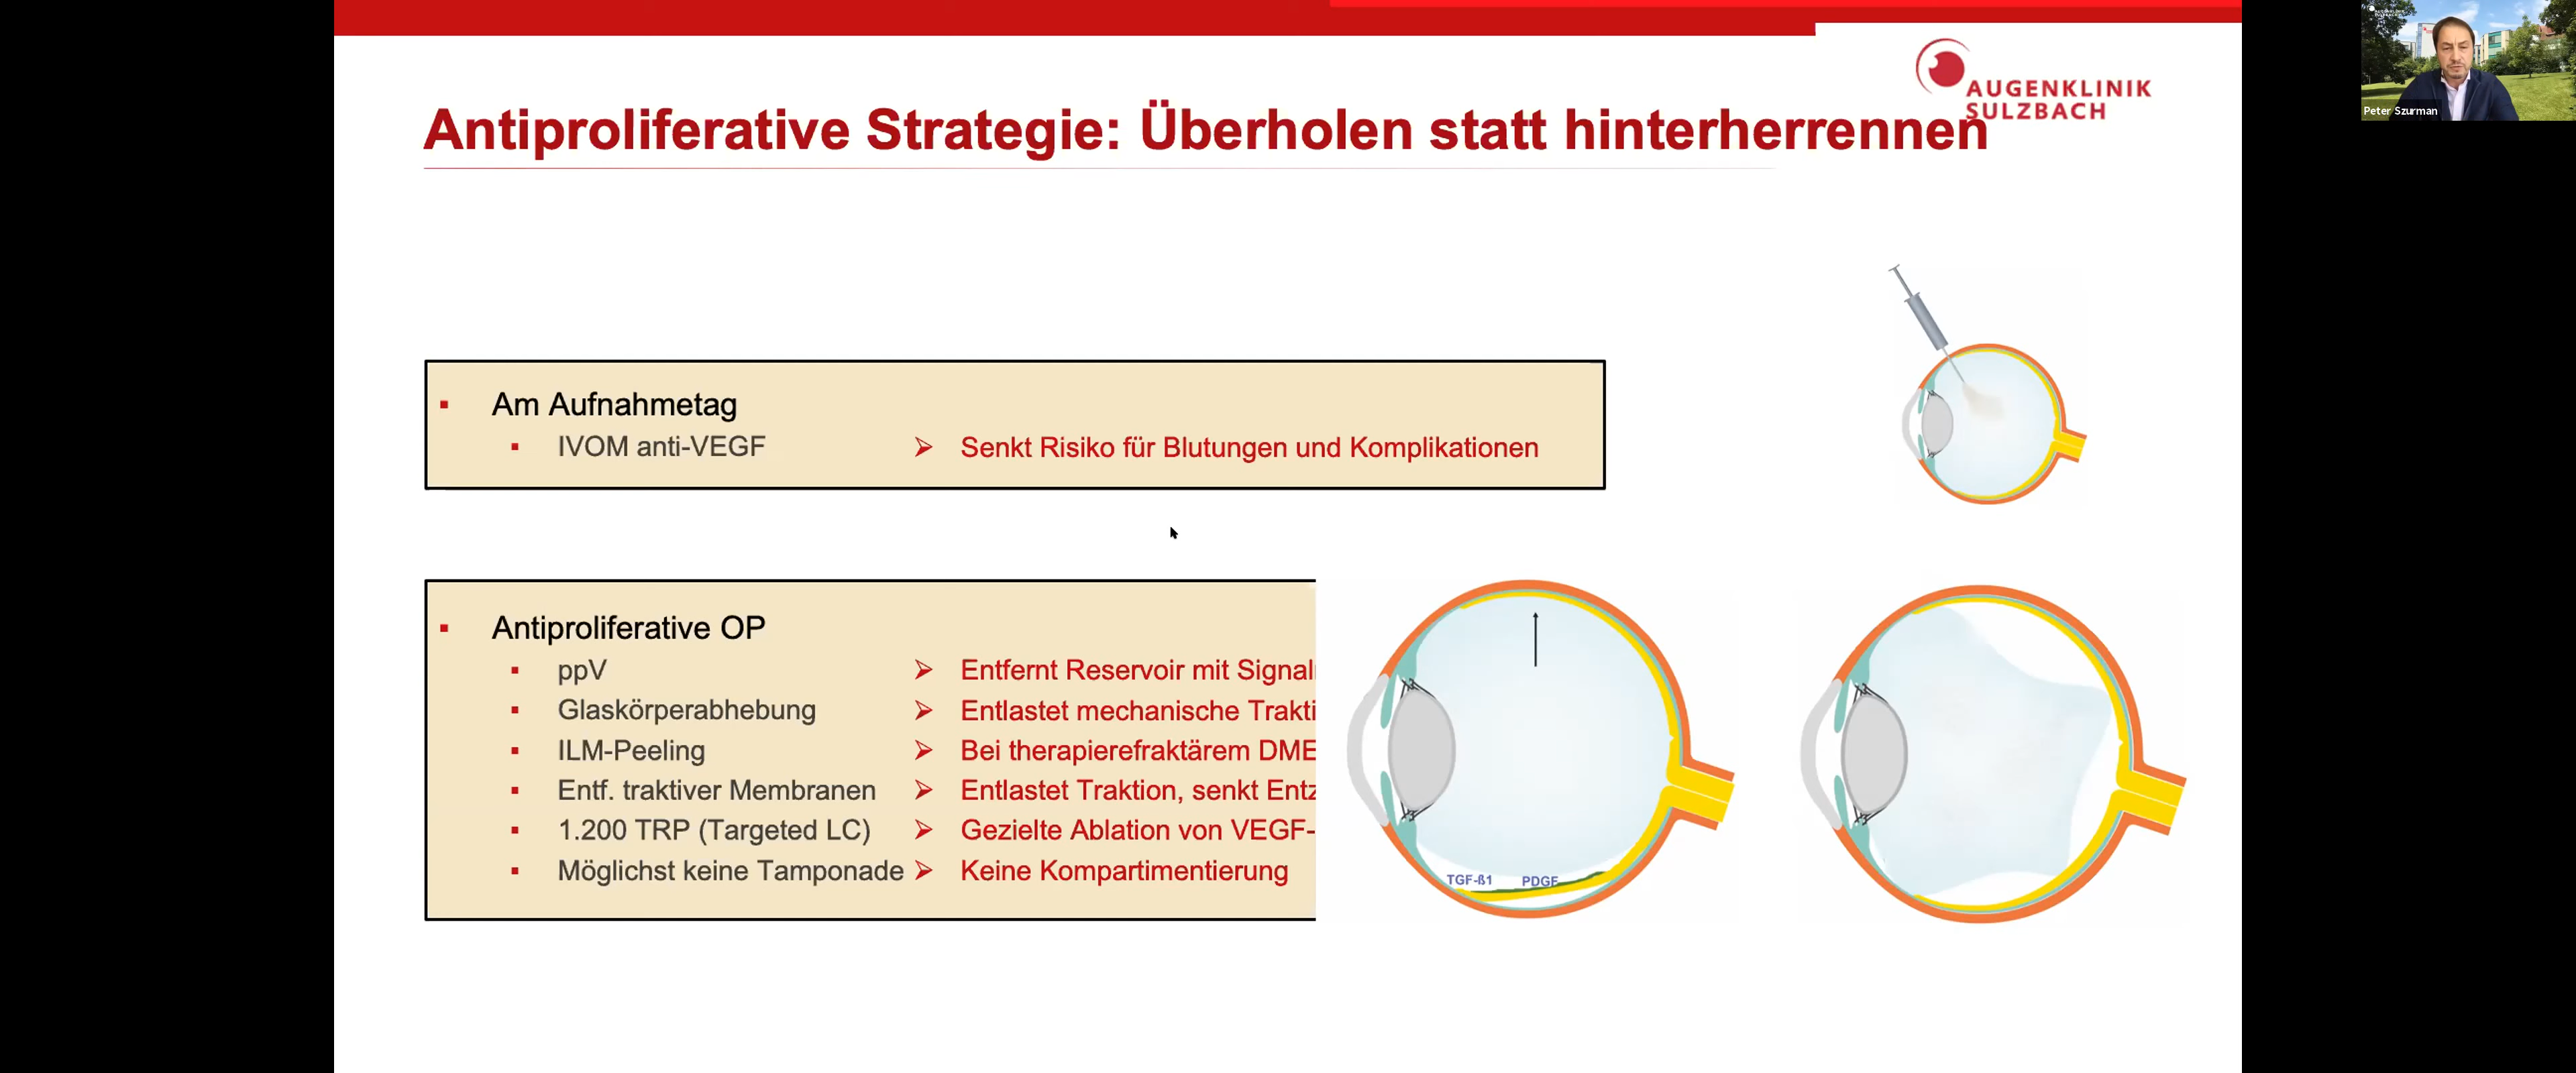 AUGENKLINIK
SULZBACH
Antiproliferative Strategie: Überholen statt hinterherrennen
Peter Szurman
▪ Am Aufnahmetag
▪ IVOM anti-VEGF ➢ Senkt Risiko für Blutungen und Komplikationen
▪ Antiproliferative OP
▪ ppV ➢ Entfernt Reservoir mit Signal
▪ Glaskörperabhebung ➢ Entlastet mechanische Trakti
▪ ILM-Peeling ➢ Bei therapierefraktärem DME
▪ Entf. traktiver Membranen ➢ Entlastet Traktion, senkt Entz
▪ 1.200 TRP (Targeted LC) ➢ Gezielte Ablation von VEGF-
▪ Möglichst keine Tamponade ➢ Keine Kompartimentierung
TGF-ß1 PDGF